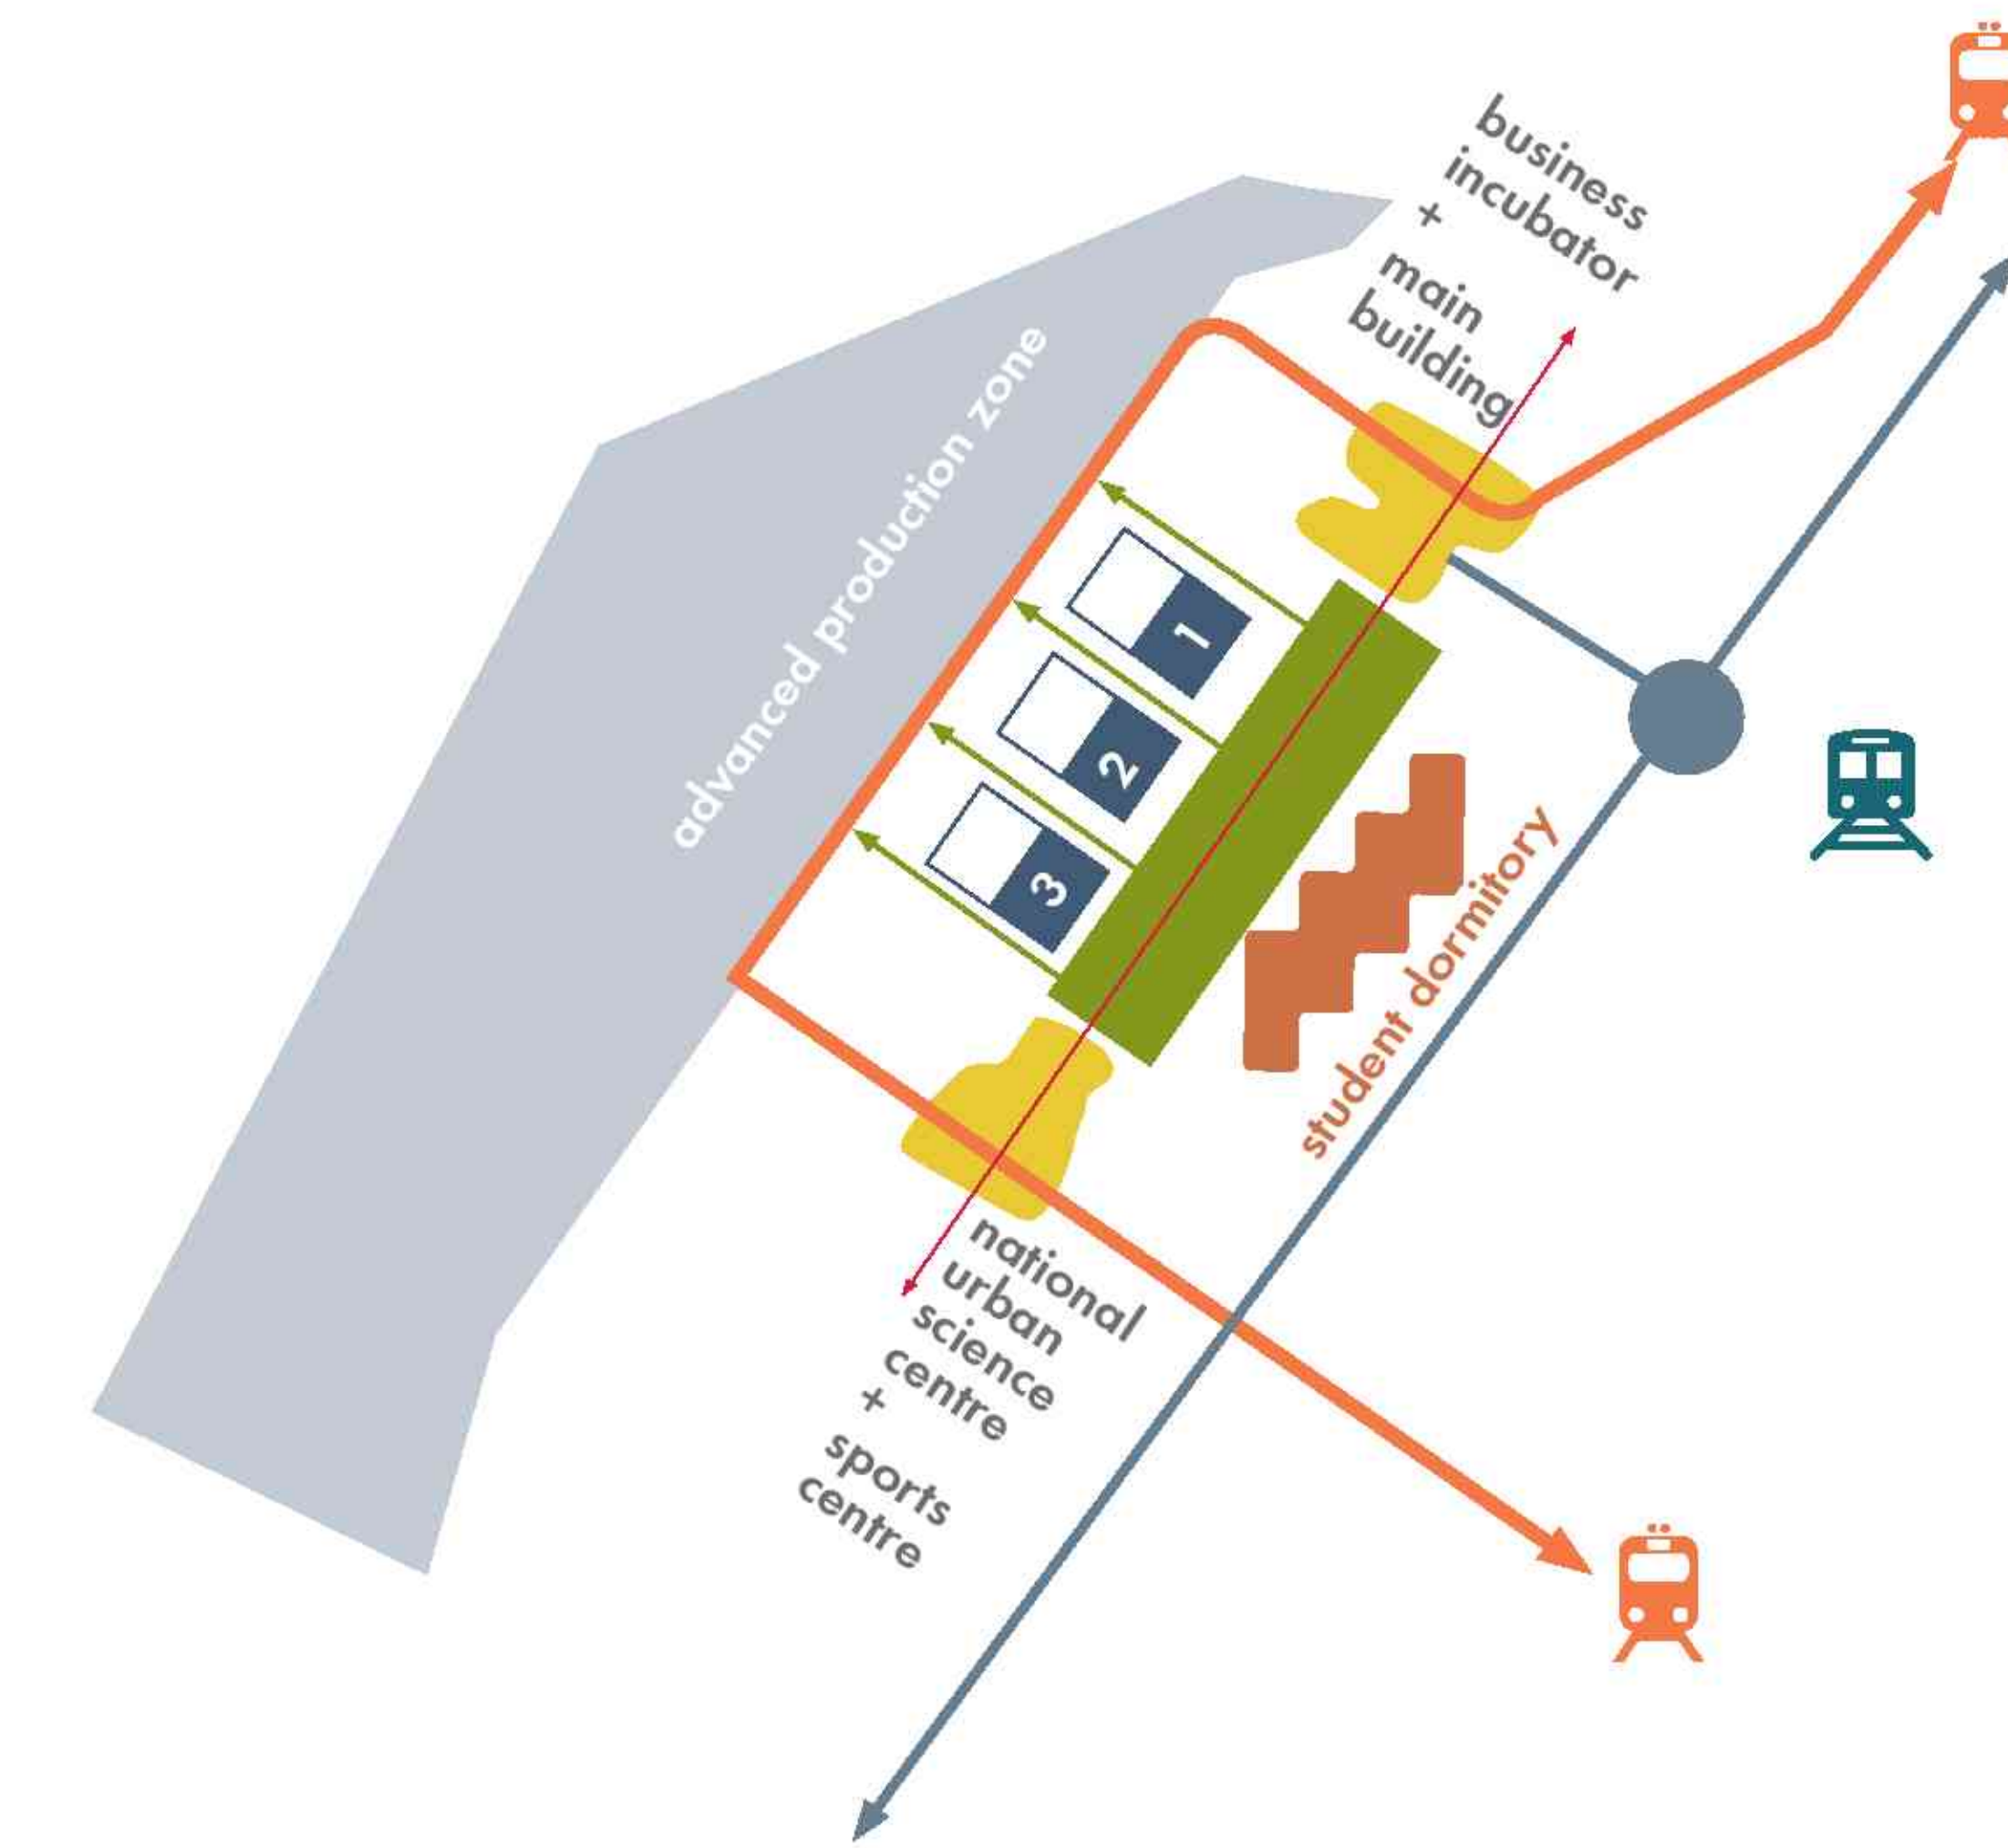 business
incubator
+
main
building
advanced production zone
1
2
3
student dormitory
national
urban
science
centre
+
sports
centre